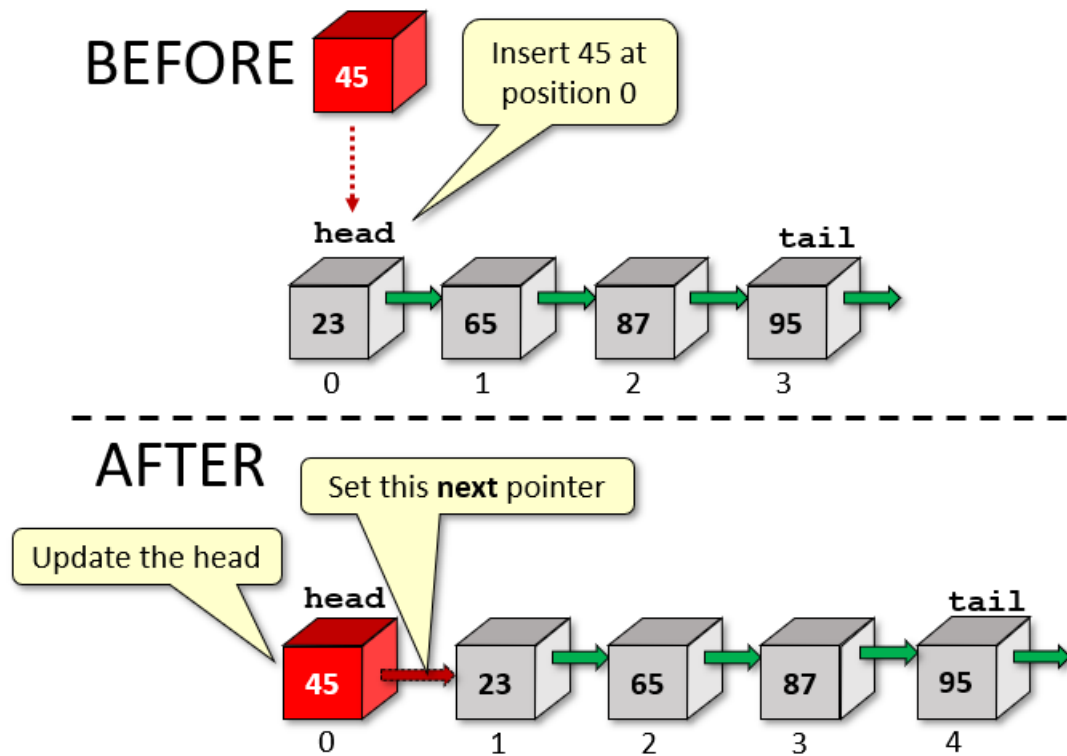 BEFORE
45
Insert 45 at
position 0
head
tail
23
65
87
95
0
1
2
3
AFTER
Set this next pointer
Update the head
head
tail
45
23
65
87
95
0
1
2
3
4